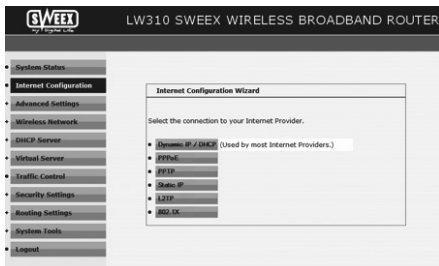 SWEEX
my Digital Life
LW310 SWEEX WIRELESS BROADBAND ROUTER
System Status
Internet Configuration
Advanced Settings
Wireless Network
DHCP Server
Virtual Server
Traffic Control
Security Settings
Routing Settings
System Tools
Logout
Internet Configuration Wizard
Select the connection to your Internet Provider.
Dynamic IP / DHCP (Used by most Internet Providers.)
PPPoE
PPTP
Static IP
L2TP
802.1X